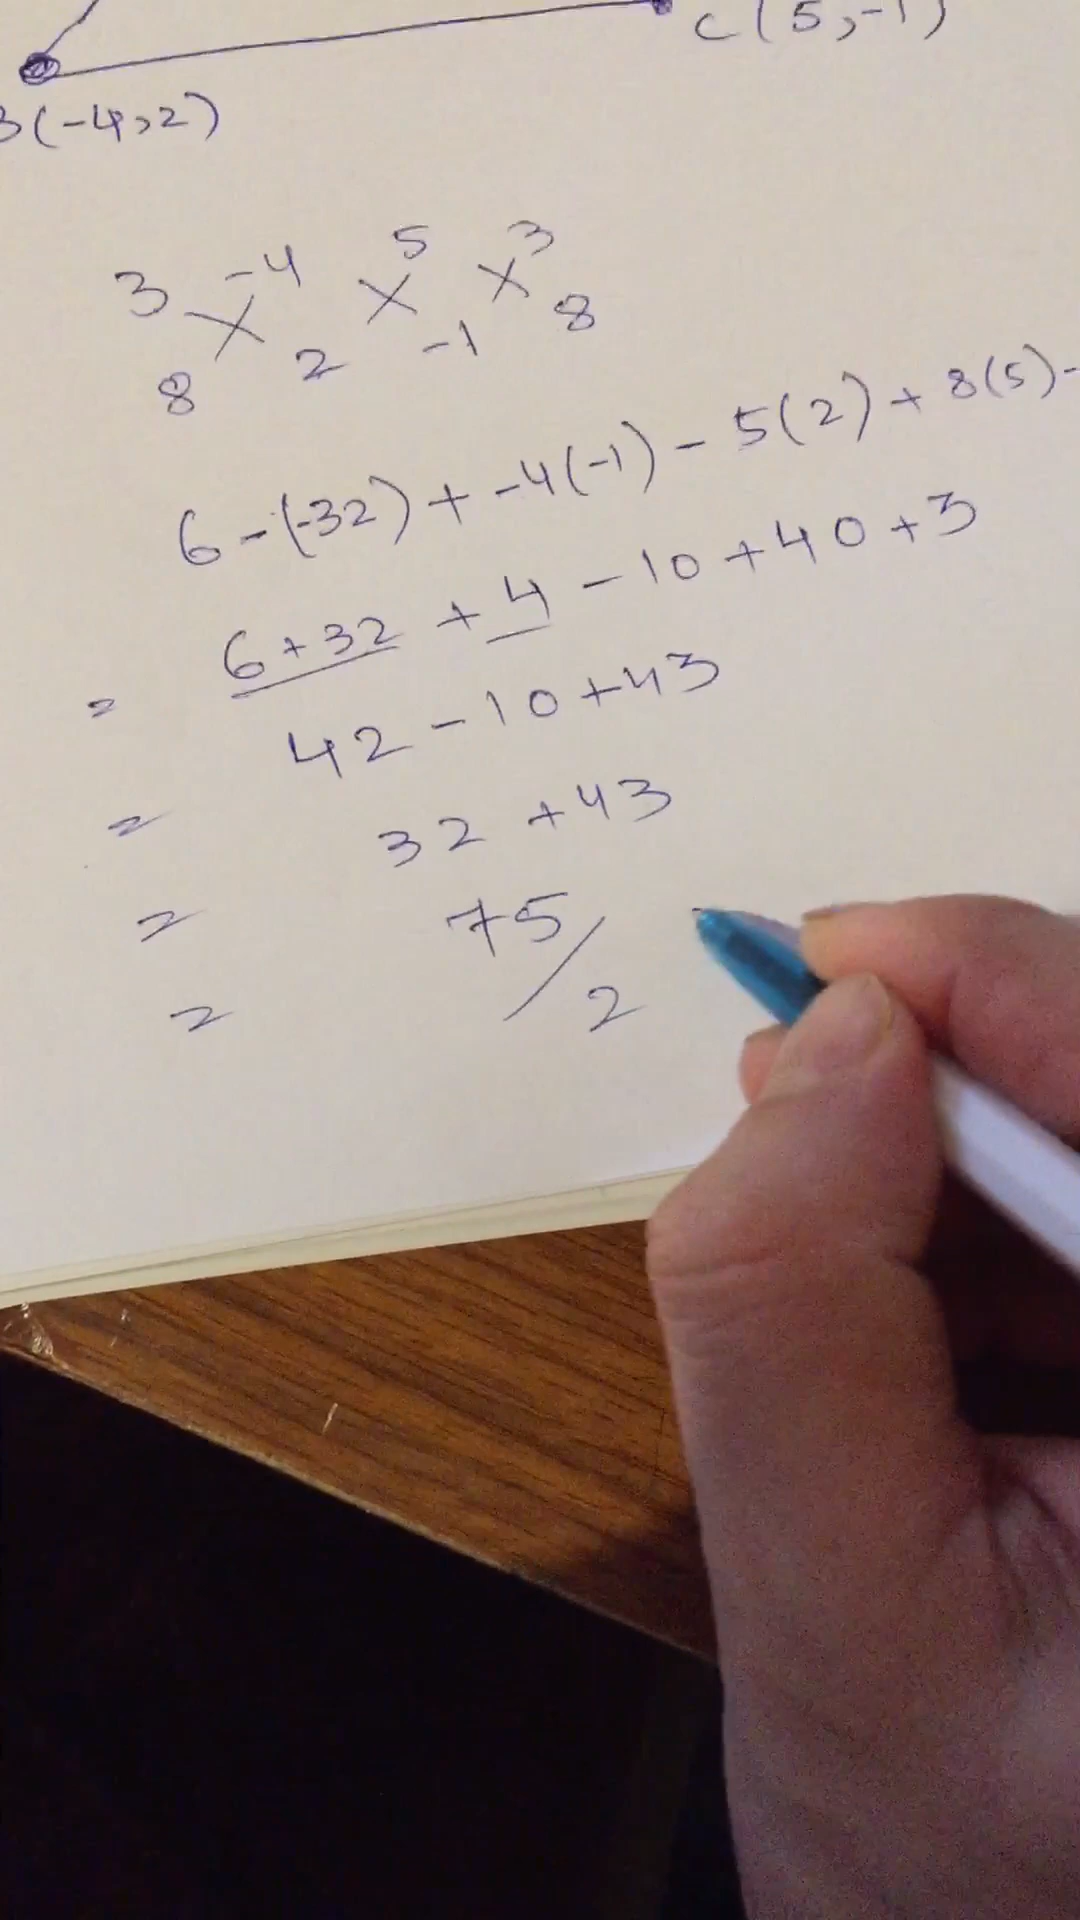 C(5,-1)
(-4,2)
3 -4 5 3
8 2 -1 8
6-(-32)+-4(-1)-5(2)+8(5)-
= 6+32+4-10+40+3
= 42-10+43
= 32+43
= 75/2